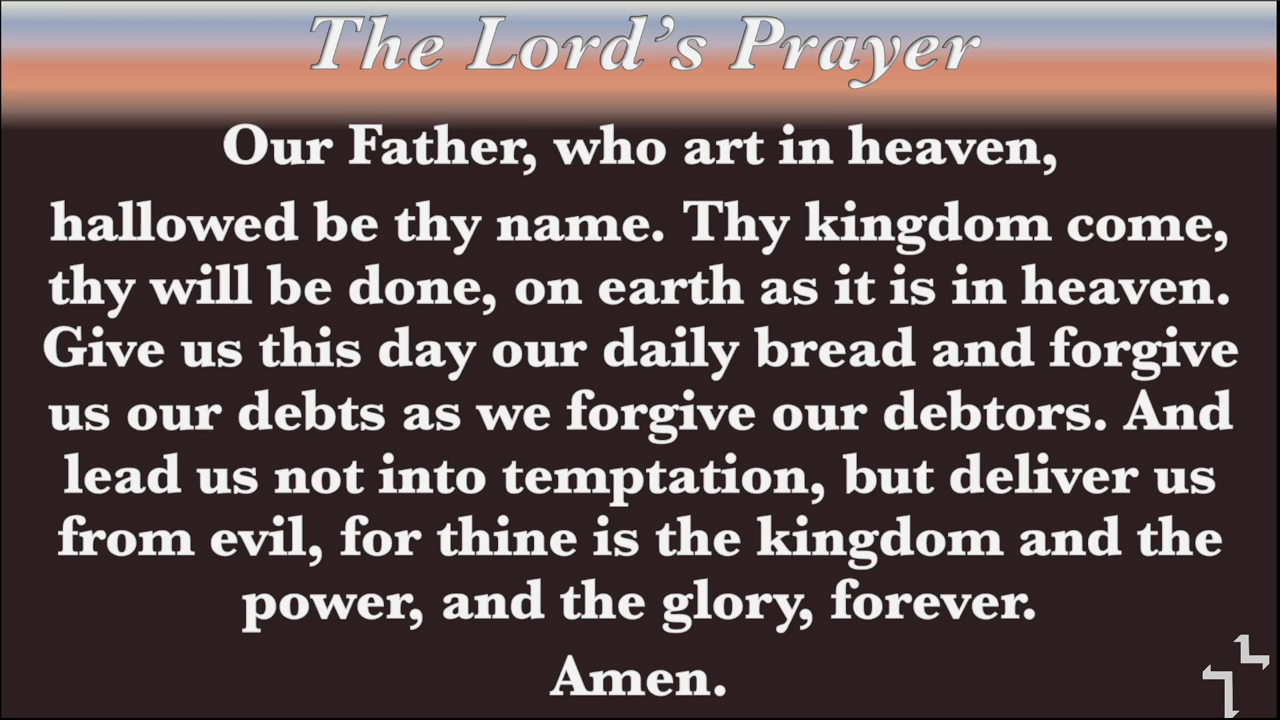 The Lord’s Prayer
Our Father, who art in heaven,
hallowed be thy name. Thy kingdom come,
thy will be done, on earth as it is in heaven.
Give us this day our daily bread and forgive
us our debts as we forgive our debtors. And
lead us not into temptation, but deliver us
from evil, for thine is the kingdom and the
power, and the glory, forever.
Amen.